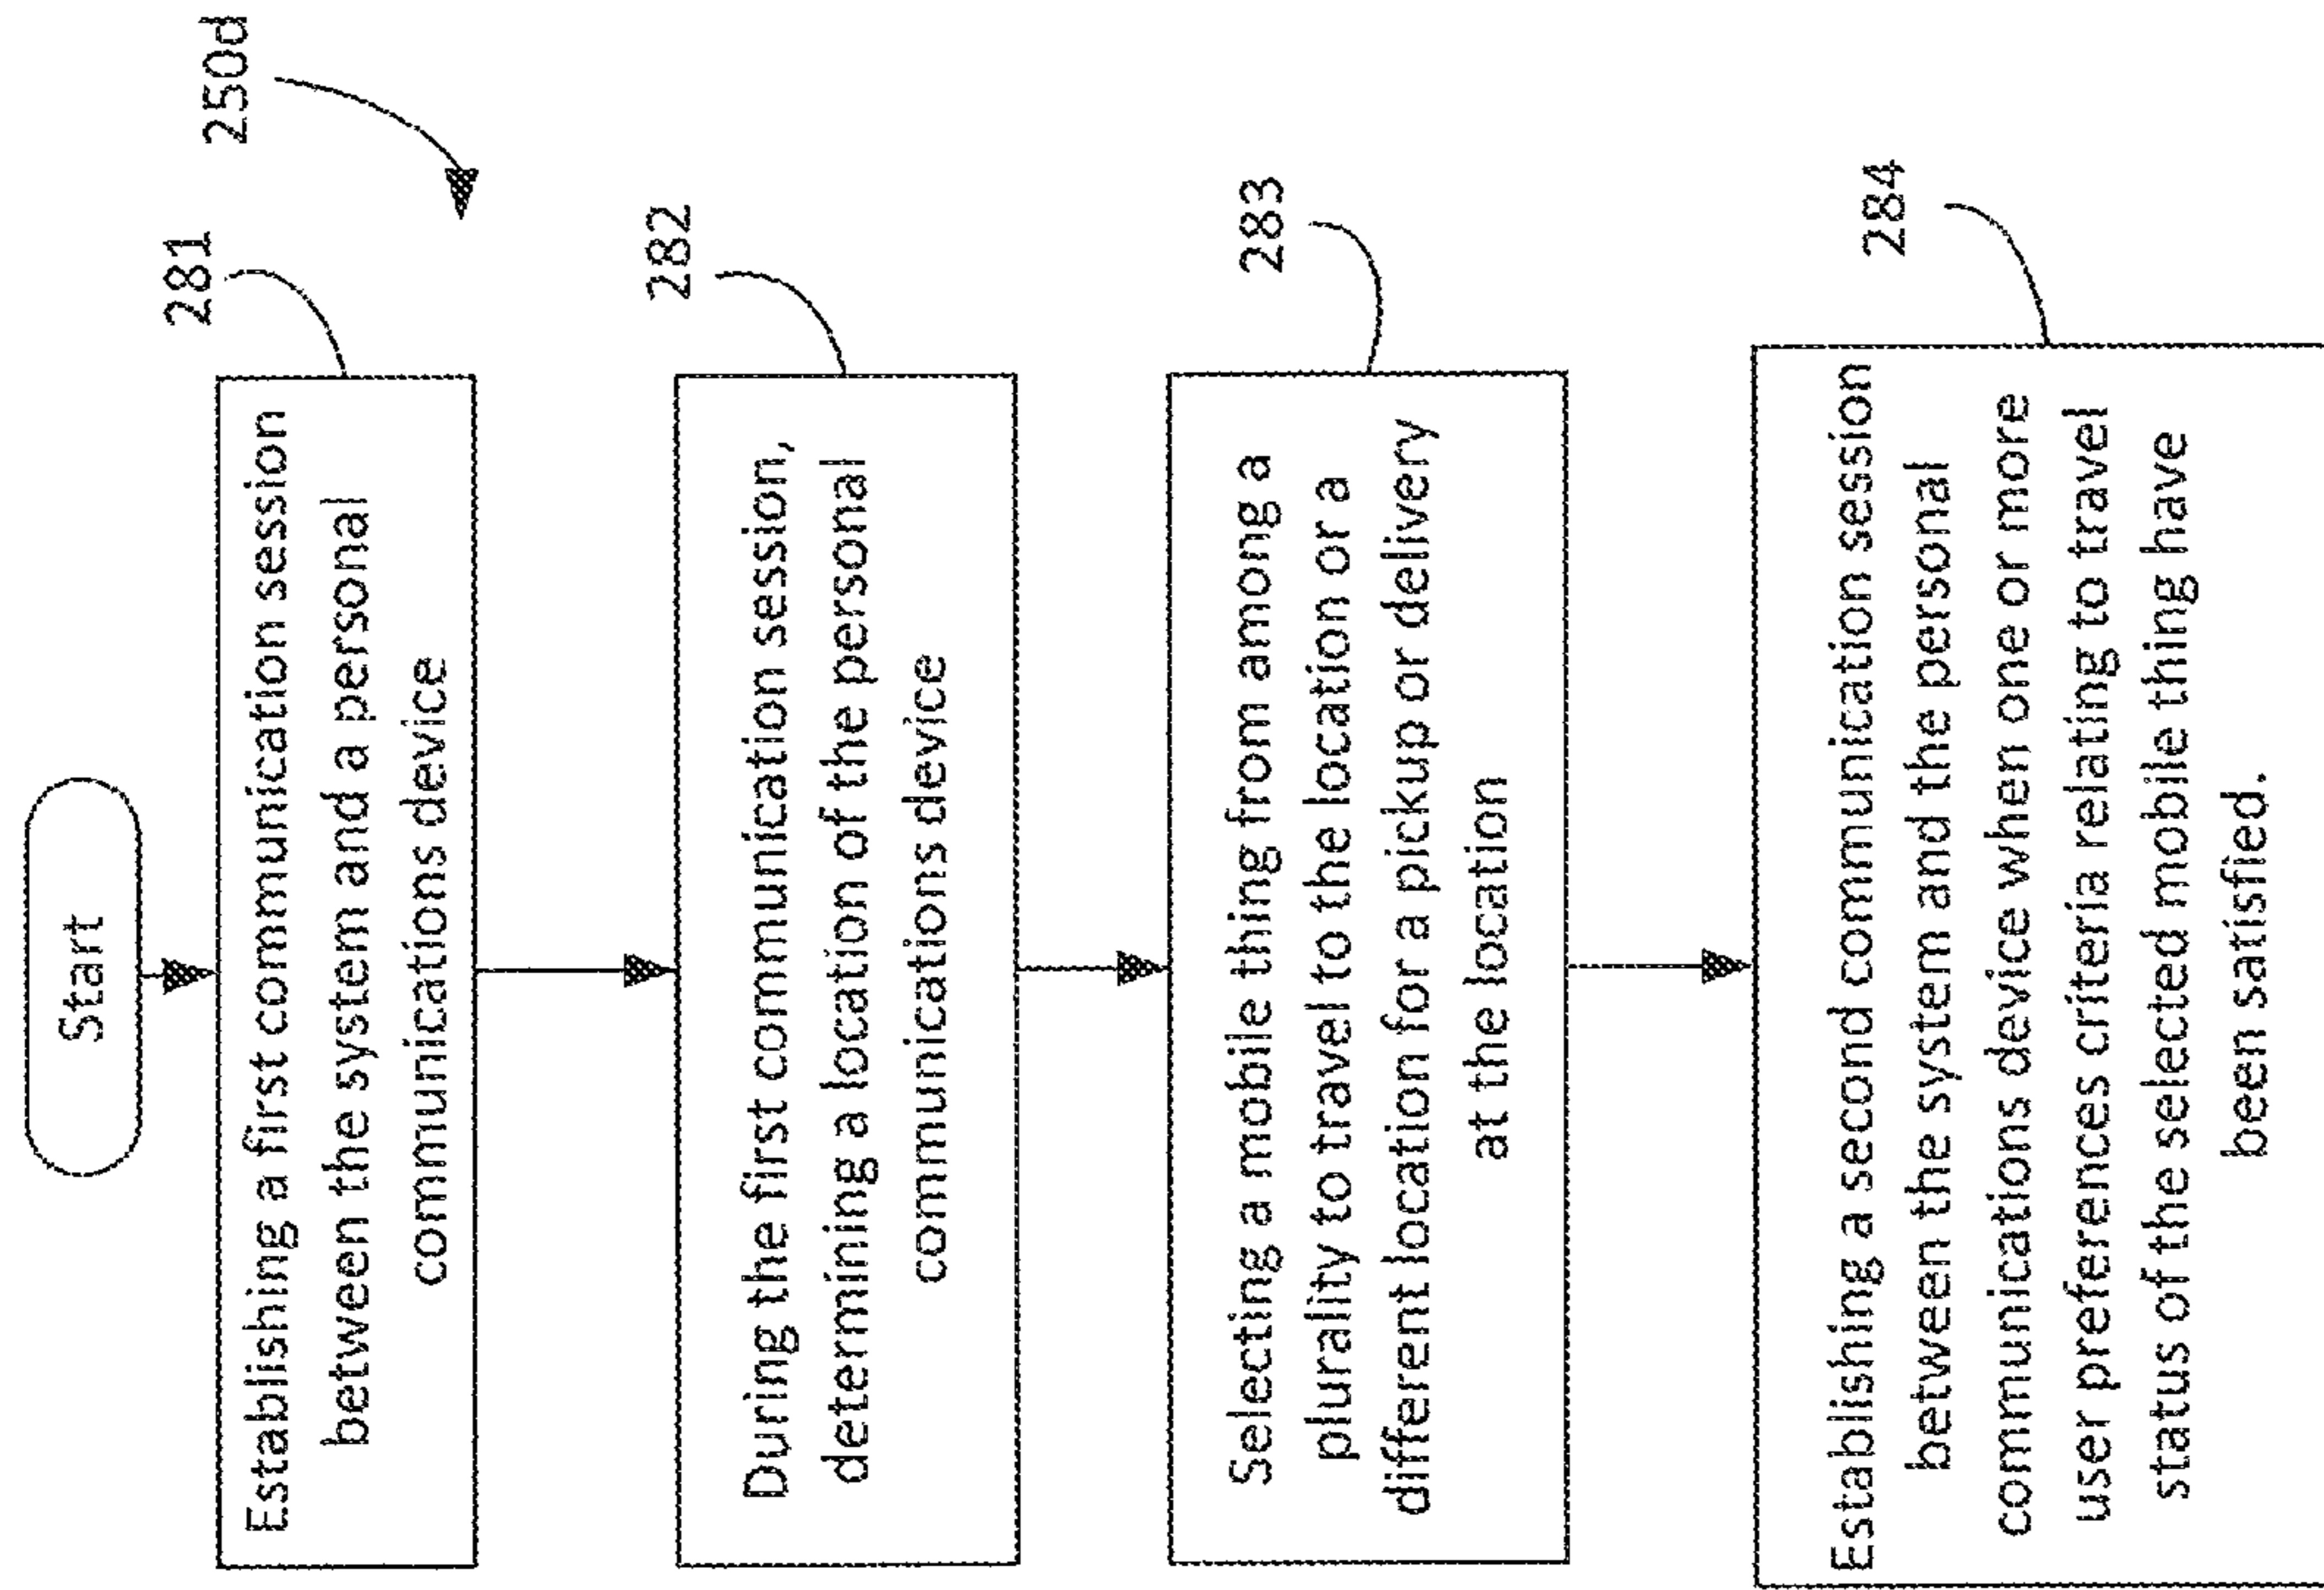 Start
250d
281
Establishing a first communication session
between the system and a personal
communications device
282
During the first communication session,
determining a location of the personal
communications device
283
Selecting a mobile thing from among a
plurality to travel to the location or a
different location for a pickup or delivery
at the location
284
Establishing a second communication session
between the system and the personal
communications device when one or more
user preferences criteria relating to travel
status of the selected mobile thing have
been satisfied.